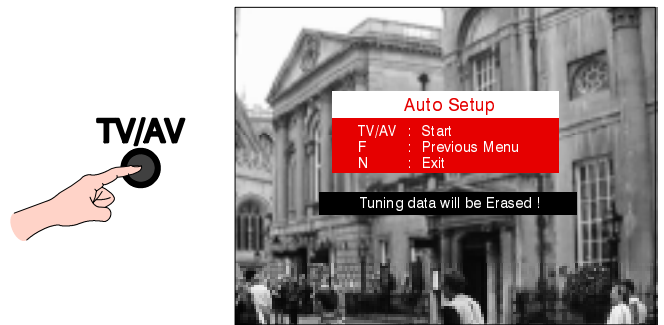 TV/AV
Auto Setup
TV/AV : Start
F : Previous Menu
N : Exit
Tuning data will be Erased !